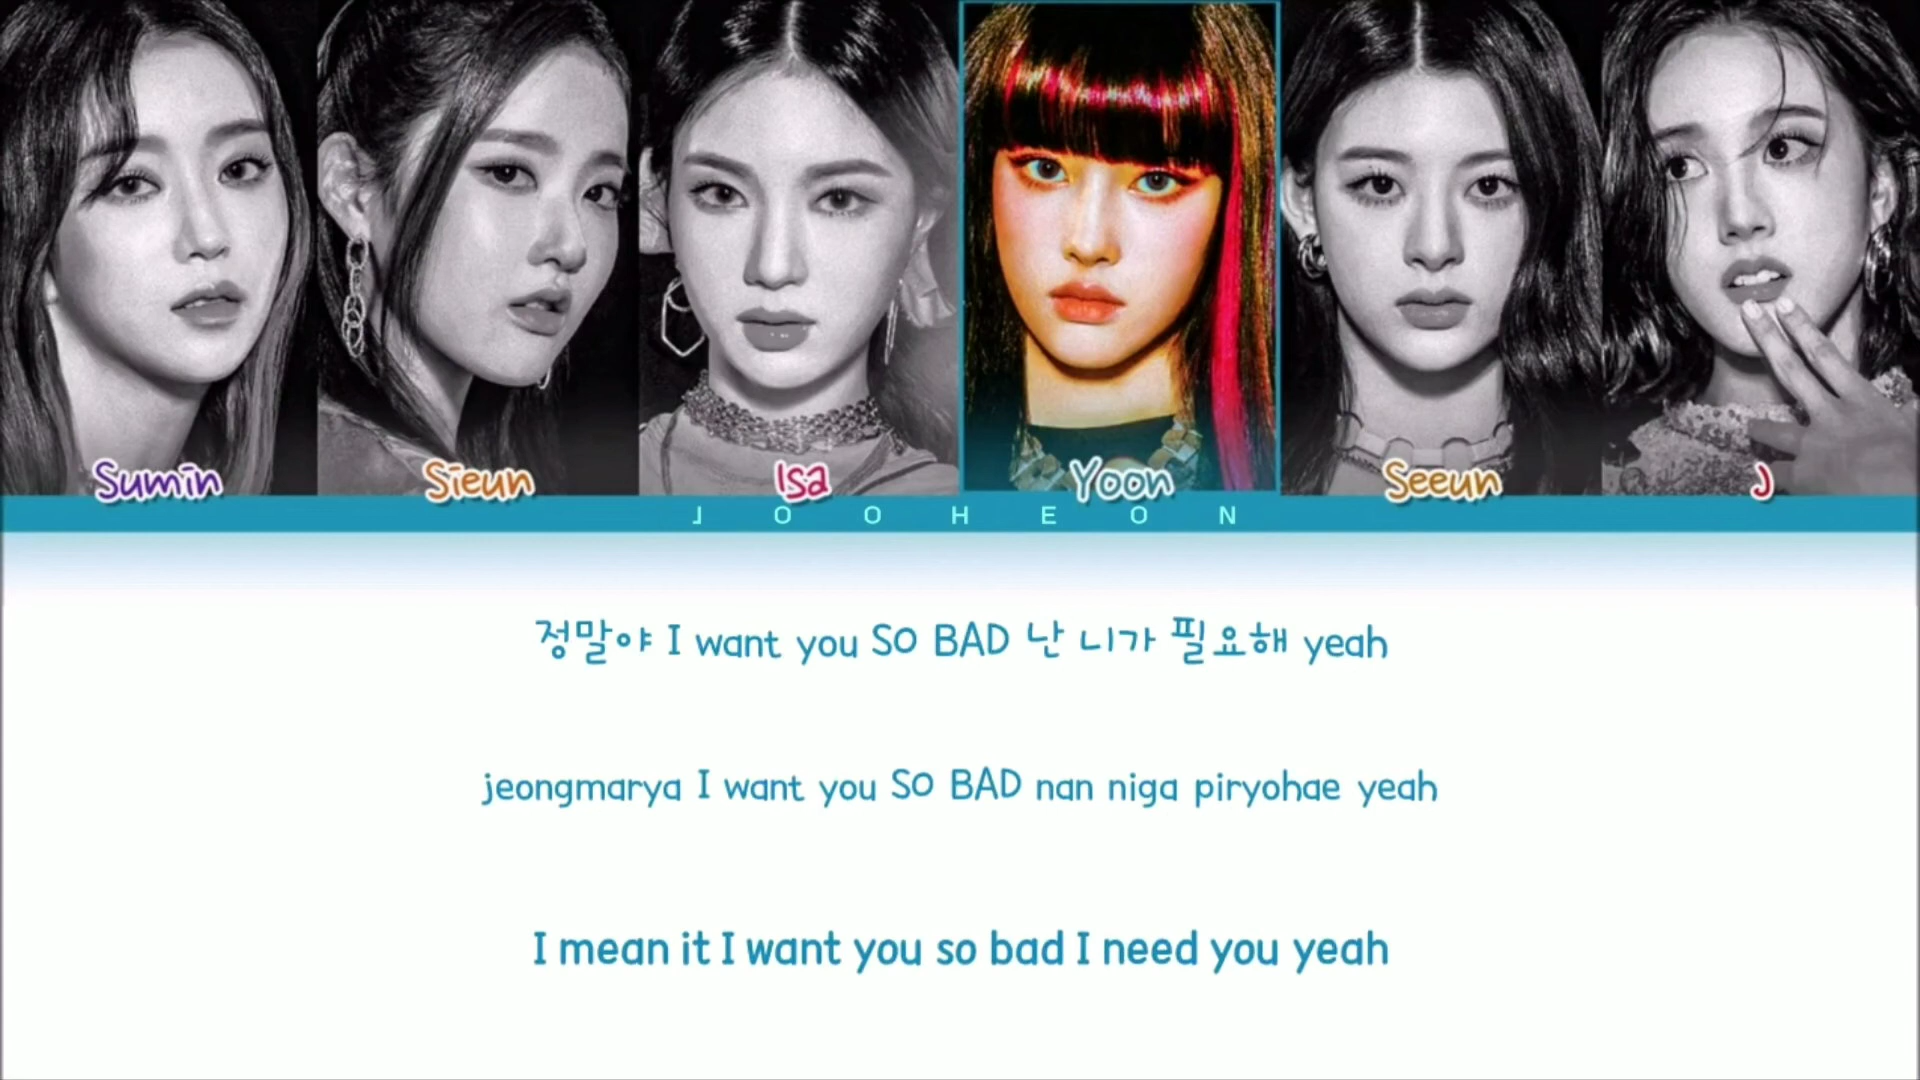 Sumin Sieun Isa Yoon Seeun J
JOOHEON
정말야 I want you SO BAD 난 니가 필요해 yeah
jeongmarya I want you SO BAD nan niga piryohae yeah
I mean it I want you so bad I need you yeah